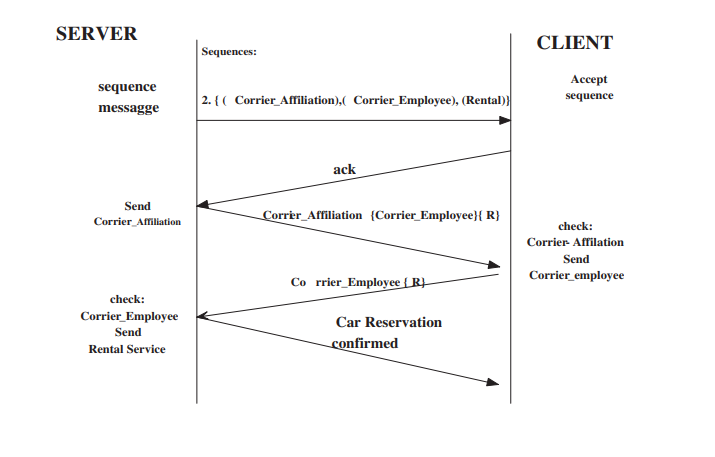 SERVER
CLIENT
Sequences:
sequence
messagge
Accept
sequence
2. { ( Corrier_Affiliation),( Corrier_Employee), (Rental)}
ack
Send
Corrier_Affiliation
Corrier_Affiliation {Corrier_Employee}{ R}
check:
Corrier- Affilation
Send
Corrier_employee
Co rrier_Employee { R}
check:
Corrier_Employee
Send
Rental Service
Car Reservation
confirmed